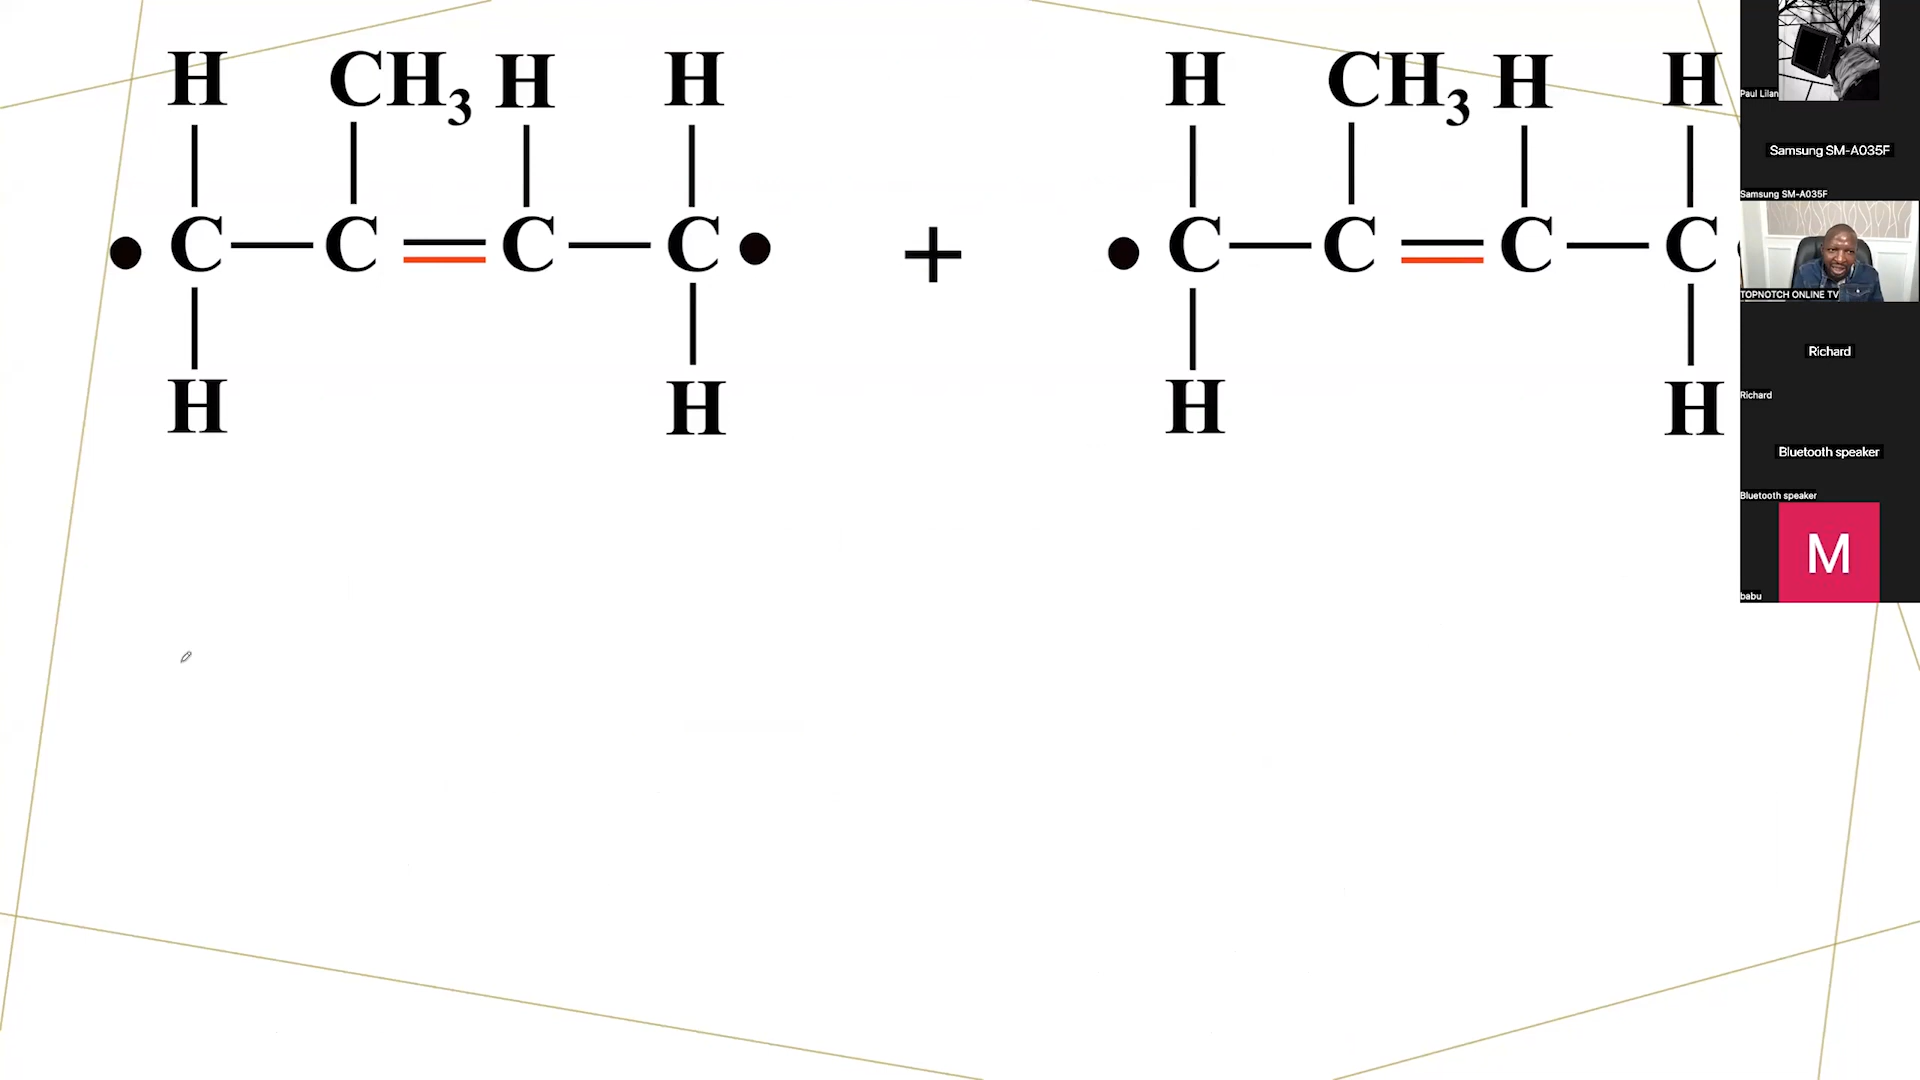 H CH3 H H H CH3 H H
• C — C = C — C • + • C — C = C — C
H H H H
Paul Lilan
Samsung SM-A035F
Samsung SM-A035F
TOPNOTCH ONLINE TV
Richard
Richard
Bluetooth speaker
Bluetooth speaker
M
babu